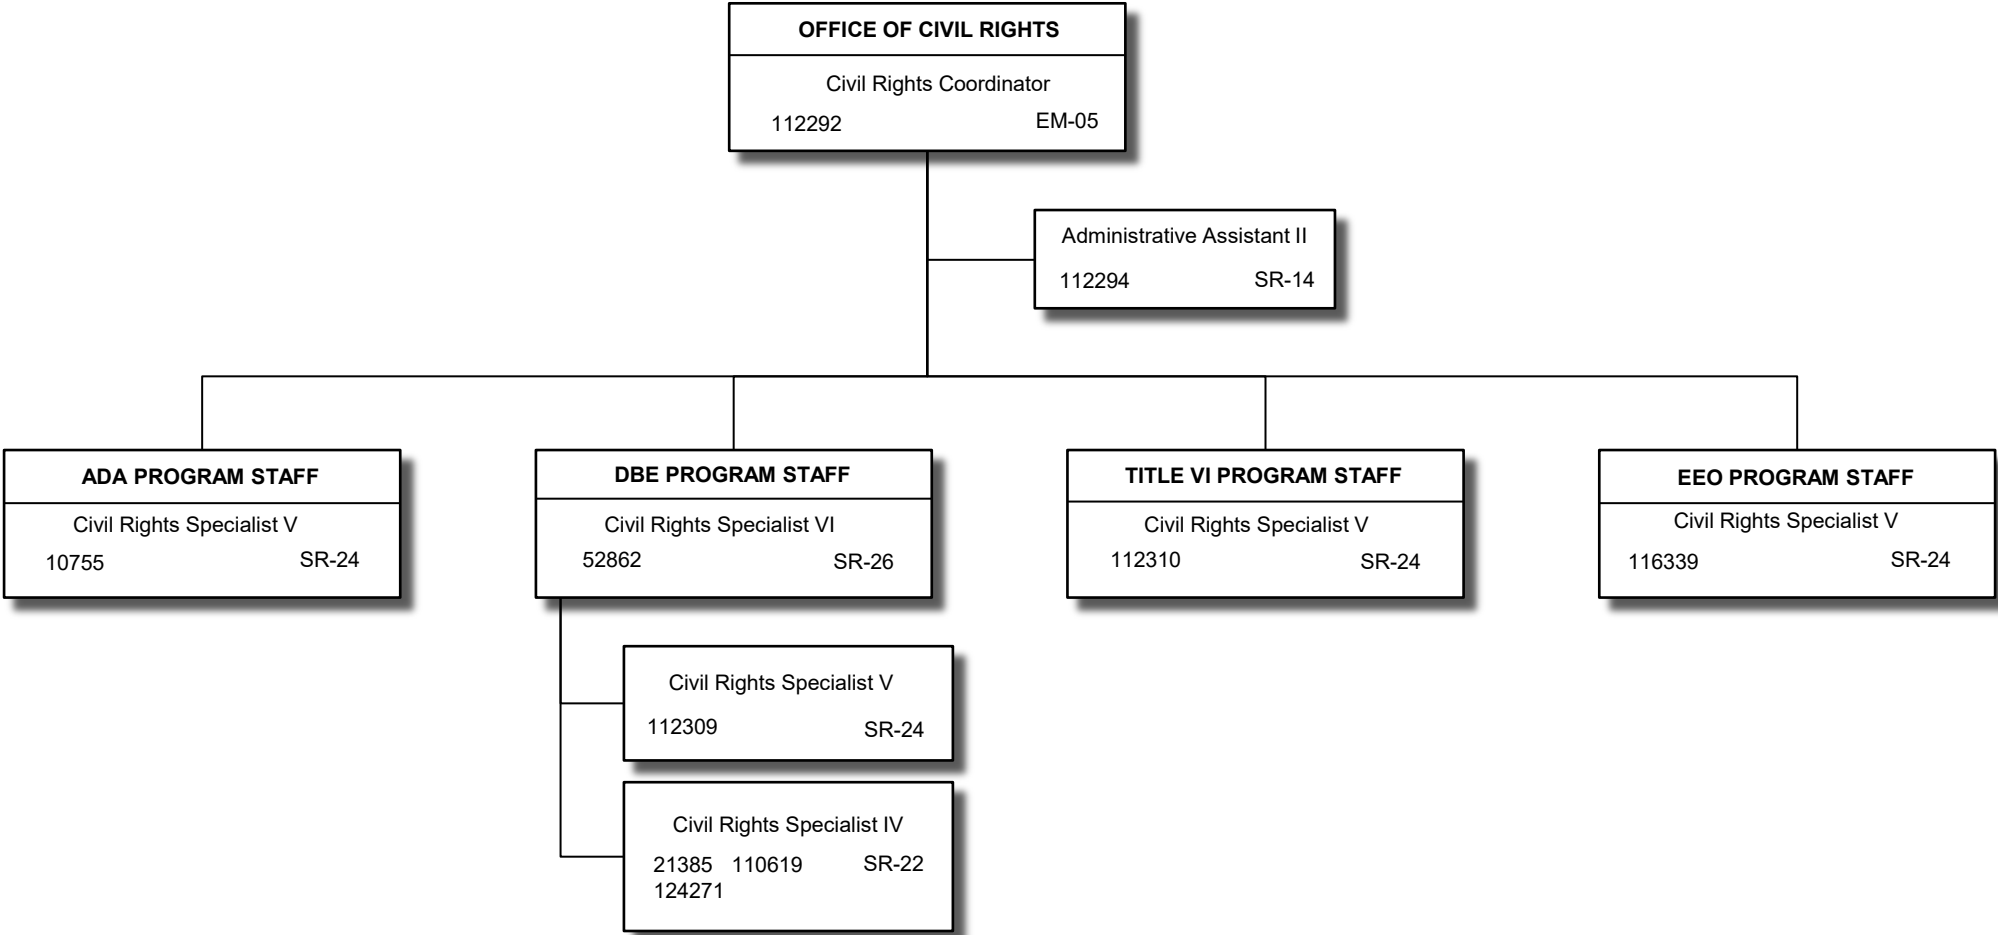 OFFICE OF CIVIL RIGHTS
Civil Rights Coordinator
112292 EM-05
Administrative Assistant II
112294 SR-14
ADA PROGRAM STAFF
Civil Rights Specialist V
10755 SR-24
DBE PROGRAM STAFF
Civil Rights Specialist VI
52862 SR-26
TITLE VI PROGRAM STAFF
Civil Rights Specialist V
112310 SR-24
EEO PROGRAM STAFF
Civil Rights Specialist V
116339 SR-24
Civil Rights Specialist V
112309 SR-24
Civil Rights Specialist IV
21385 110619 SR-22
124271